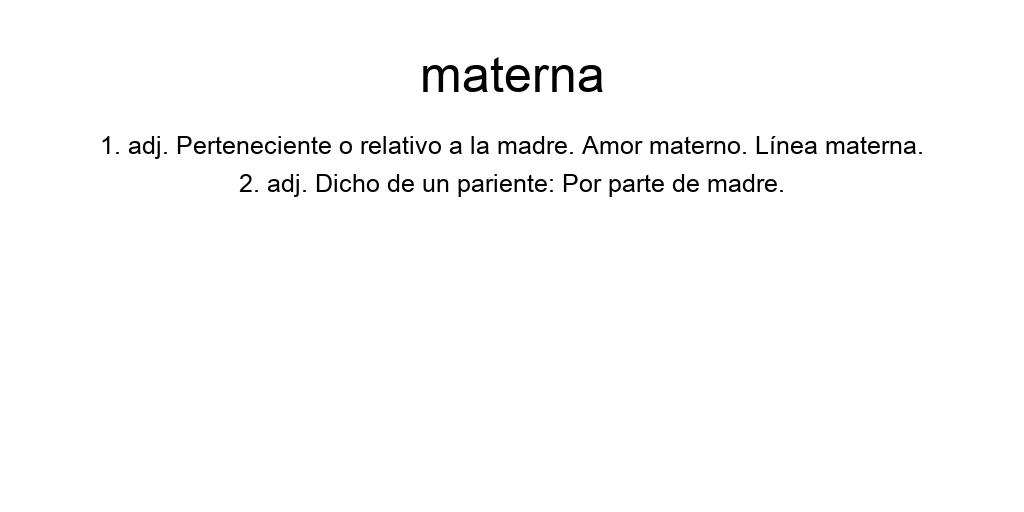 materna
1. adj. Perteneciente o relativo a la madre. Amor materno. Línea materna.
2. adj. Dicho de un pariente: Por parte de madre.